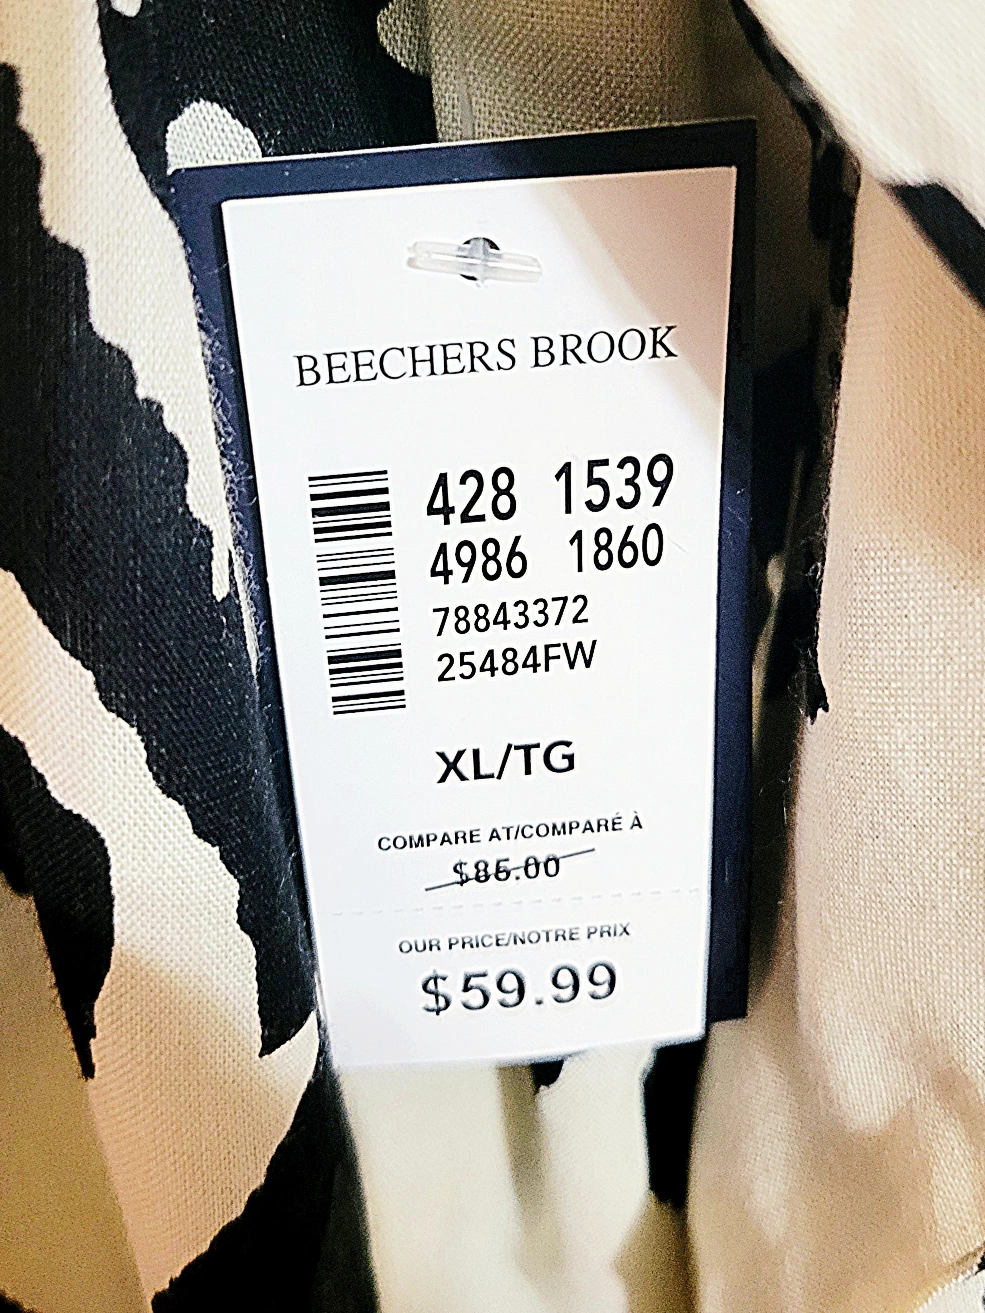 BEECHERS BROOK
428 1539
4986 1860
78843372
25484FW
XL/TG
COMPARE AT/COMPARÉ À
$85.00
OUR PRICE/NOTRE PRIX
$59.99